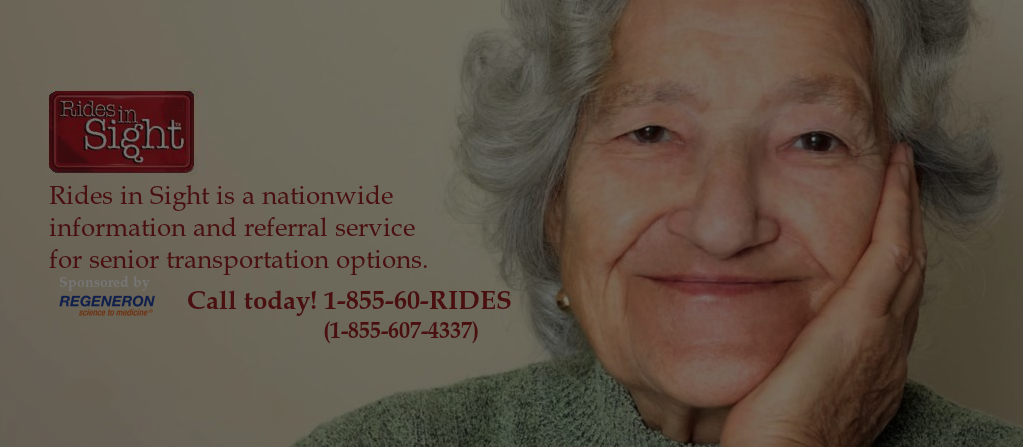 Rides in
Sight
Rides in Sight is a nationwide
information and referral service
for senior transportation options.
Sponsored by
REGENERON
science to medicine®
Call today! 1-855-60-RIDES
(1-855-607-4337)